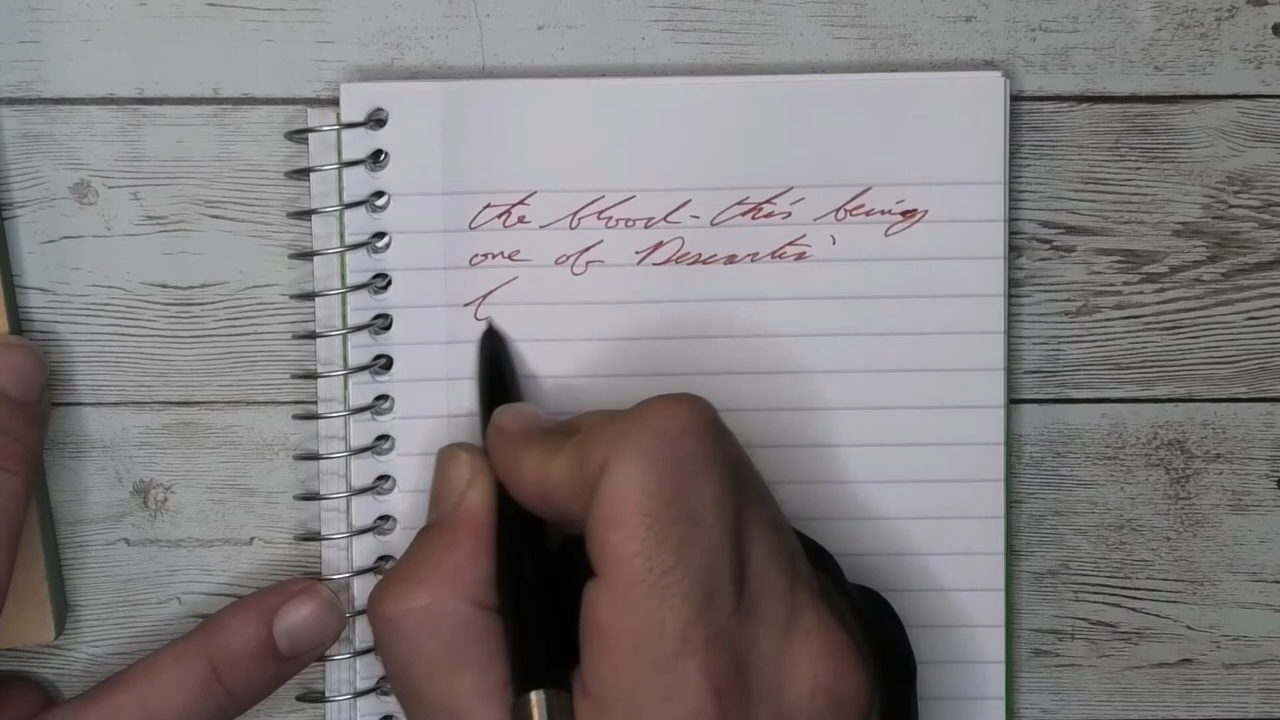 the blood - this being
one of Descartes'